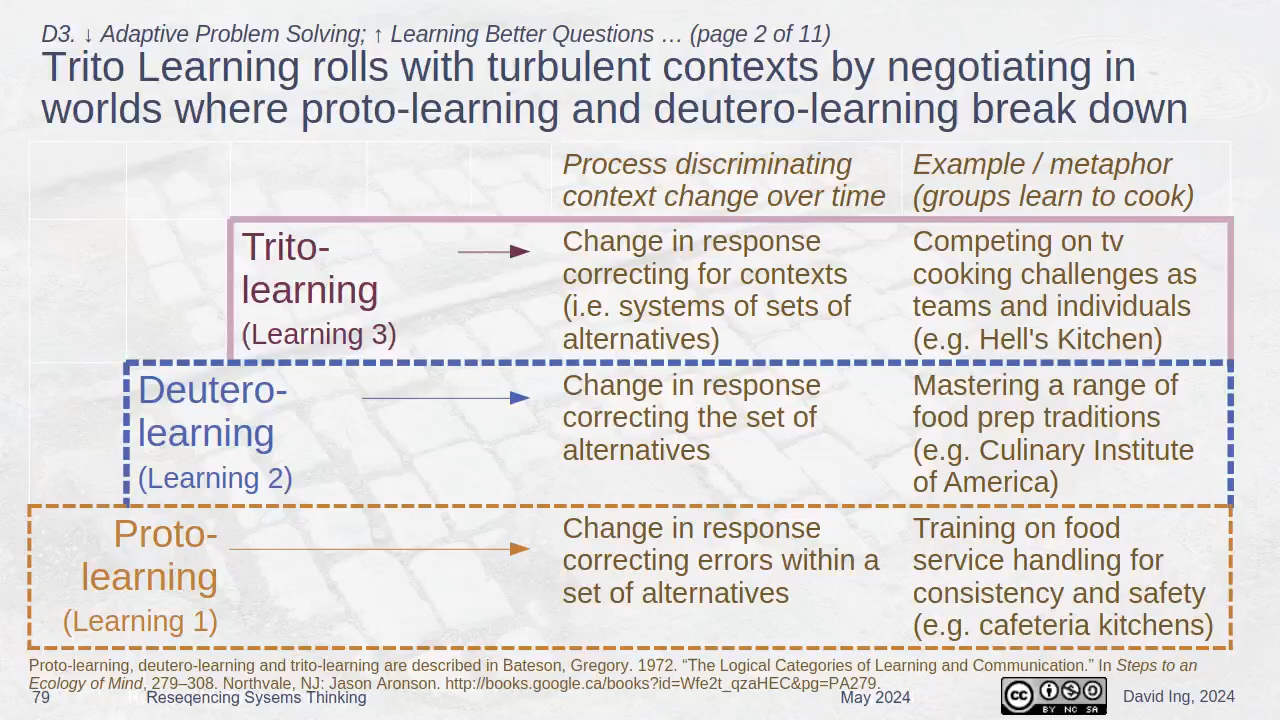 D3. ↓ Adaptive Problem Solving; ↑ Learning Better Questions … (page 2 of 11)
Trito Learning rolls with turbulent contexts by negotiating in
worlds where proto-learning and deutero-learning break down
Process discriminating
context change over time
Example / metaphor
(groups learn to cook)
Trito-
learning
(Learning 3)
Change in response
correcting for contexts
(i.e. systems of sets of
alternatives)
Competing on tv
cooking challenges as
teams and individuals
(e.g. Hell's Kitchen)
Deutero-
learning
(Learning 2)
Change in response
correcting the set of
alternatives
Mastering a range of
food prep traditions
(e.g. Culinary Institute
of America)
Proto-
learning
(Learning 1)
Change in response
correcting errors within a
set of alternatives
Training on food
service handling for
consistency and safety
(e.g. cafeteria kitchens)
Proto-learning, deutero-learning and trito-learning are described in Bateson, Gregory. 1972. “The Logical Categories of Learning and Communication.” In Steps to an
Ecology of Mind, 279–308. Northvale, NJ: Jason Aronson. http://books.google.ca/books?id=Wfe2t_qzaHEC&pg=PA279.
79
Reseqencing Sysems Thinking
May 2024
cc
BY NC SA
David Ing, 2024